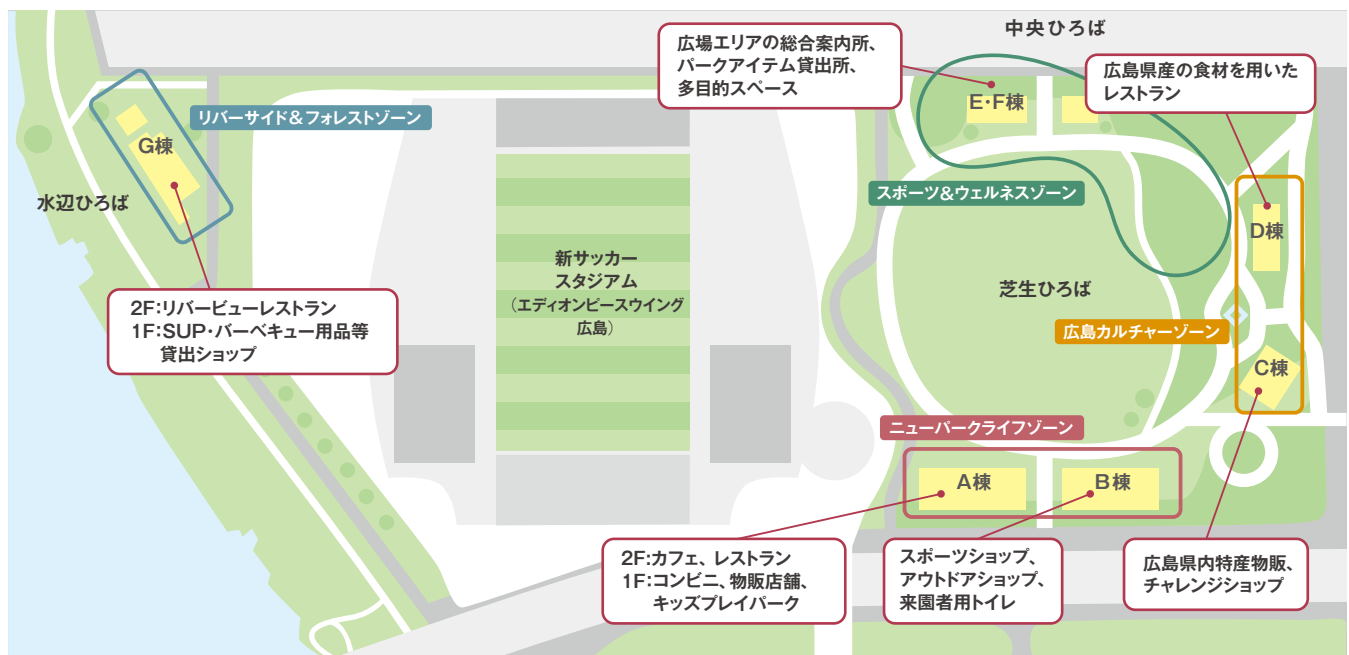 中央ひろば
広場エリアの総合案内所、
パークアイテム貸出所、
多目的スペース
広島県産の食材を用いた
レストラン
E・F棟
リバーサイド＆フォレストゾーン
G棟
水辺ひろば
スポーツ＆ウェルネスゾーン
D棟
新サッカー
スタジアム
（エディオンピースウイング
広島）
芝生ひろば
2F:リバービューレストラン
1F:SUP・バーベキュー用品等
貸出ショップ
広島カルチャーゾーン
C棟
ニューパークライフゾーン
A棟
B棟
2F:カフェ、レストラン
1F:コンビニ、物販店舗、
キッズプレイパーク
スポーツショップ、
アウトドアショップ、
来園者用トイレ
広島県内特産物販、
チャレンジショップ